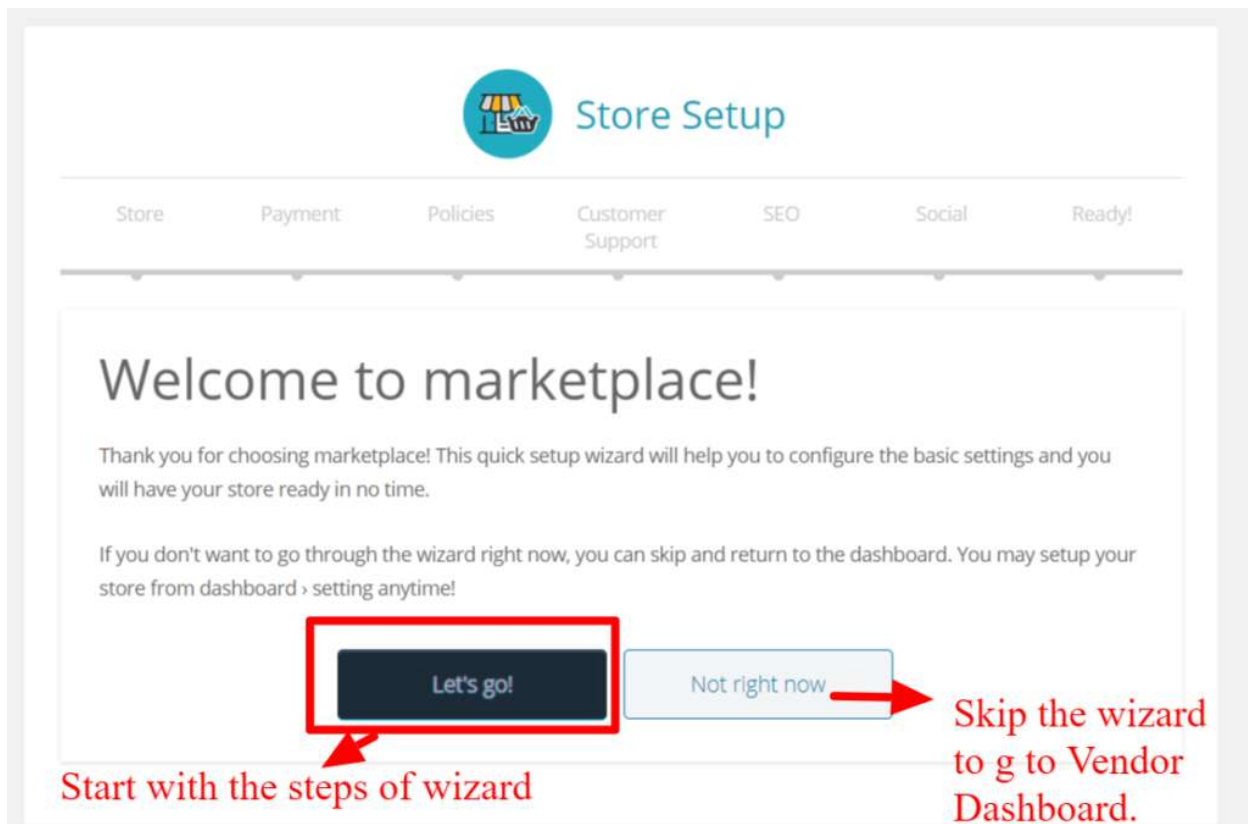 Store Setup
Store Payment Policies Customer SEO Social Ready!
Support
Welcome to marketplace!
Thank you for choosing marketplace! This quick setup wizard will help you to configure the basic settings and you
will have your store ready in no time.
If you don't want to go through the wizard right now, you can skip and return to the dashboard. You may setup your
store from dashboard › setting anytime!
Let's go! Not right now
Start with the steps of wizard
Skip the wizard
to g to Vendor
Dashboard.